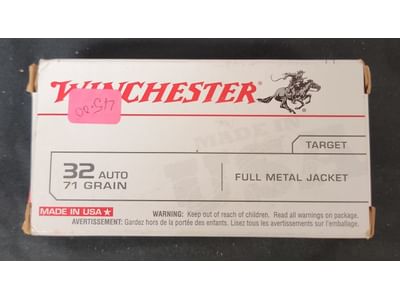 WINCHESTER
45.00
TARGET
32 AUTO
71 GRAIN
FULL METAL JACKET
MADE IN USA
WARNING: Keep out of reach of children. Read all warnings on package.
AVERTISSEMENT: Gardez hors de la portée des enfants. Lisez tous les avertissements sur l'emballage.